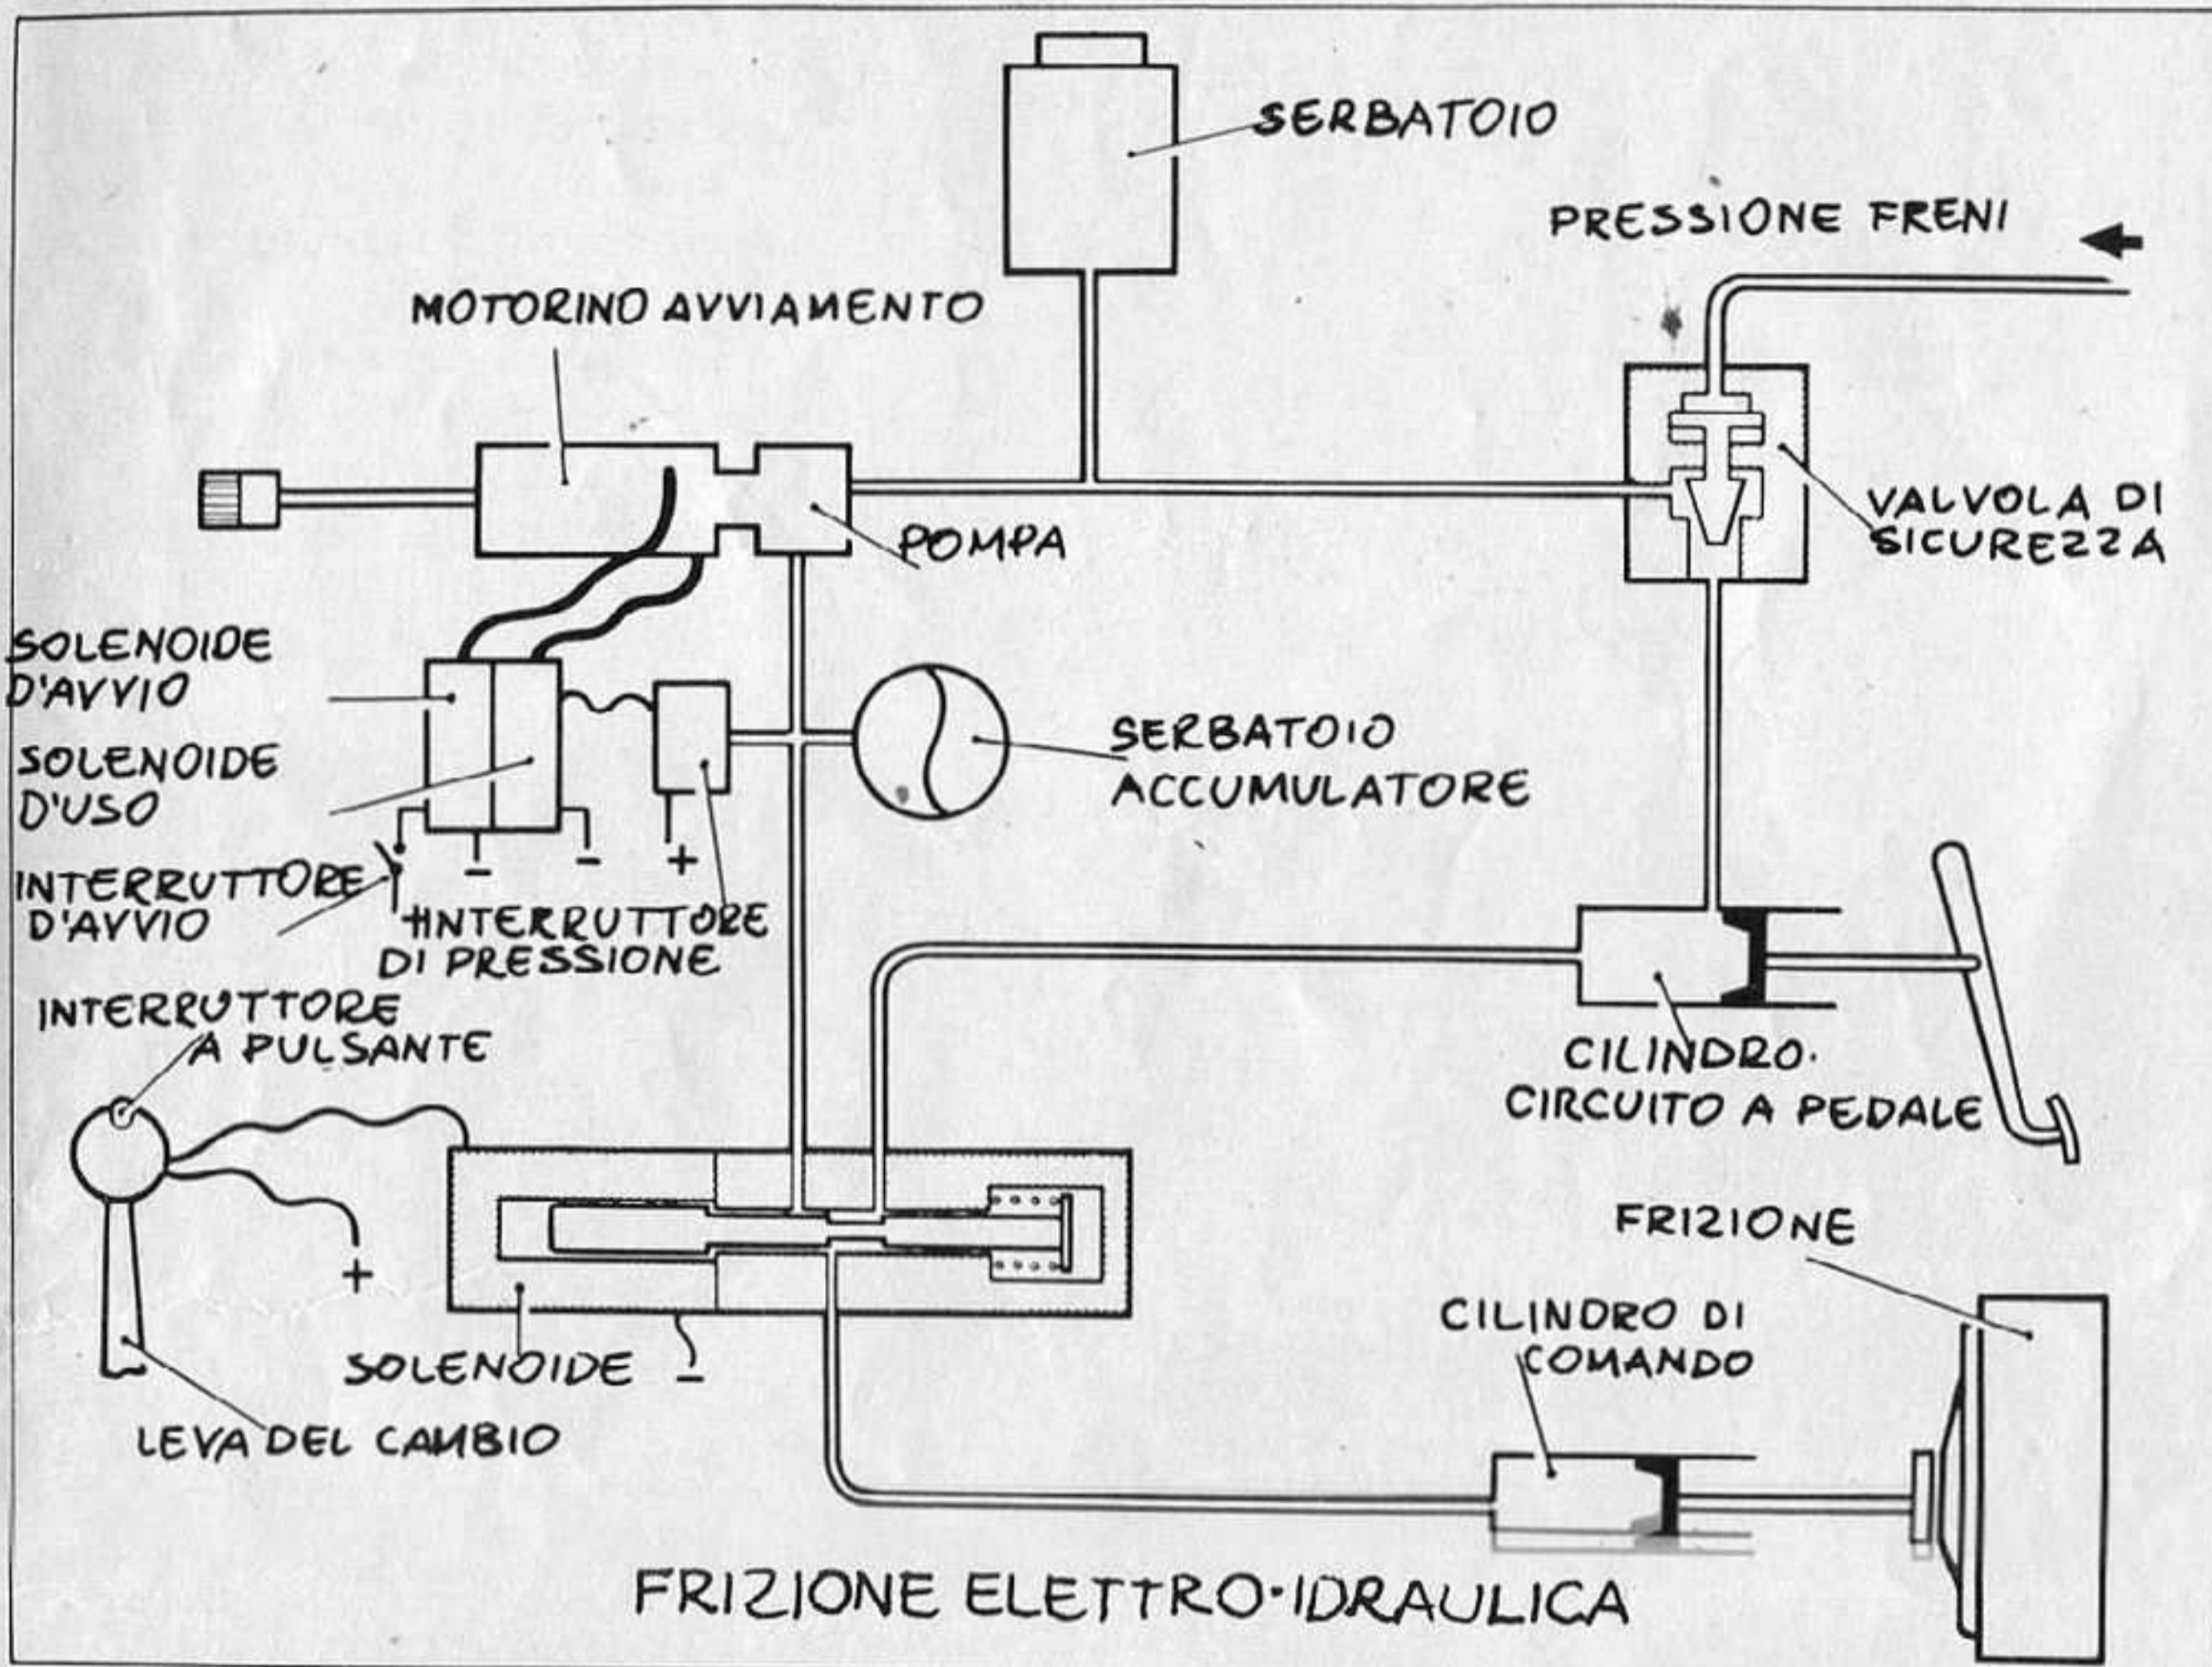 SERBATOIO
PRESSIONE FRENI
MOTORINO AVVIAMENTO
VALVOLA DI
SICUREZZA
POMPA
SOLENOIDE
D'AVVIO
SOLENOIDE
D'USO
SERBATOIO
ACCUMULATORE
- - +
INTERRUTTORE
D'AVVIO
+INTERRUTTORE
DI PRESSIONE
INTERRUTTORE
A PULSANTE
CILINDRO·
CIRCUITO A PEDALE
+
FRIZIONE
CILINDRO DI
COMANDO
SOLENOIDE -
LEVA DEL CAMBIO
FRIZIONE ELETTRO·IDRAULICA